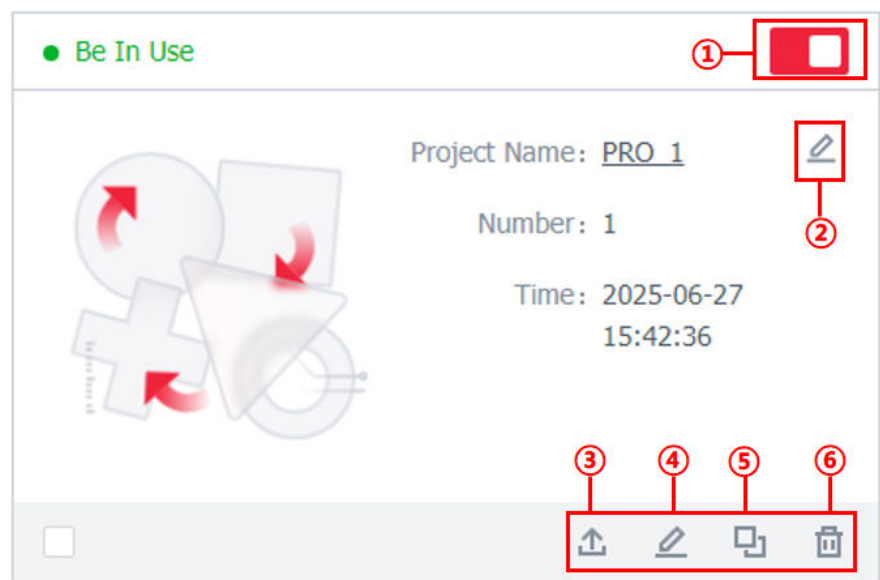 Be In Use
①
Project Name: PRO_1
②
Number: 1
Time: 2025-06-27
15:42:36
③ ④ ⑤ ⑥